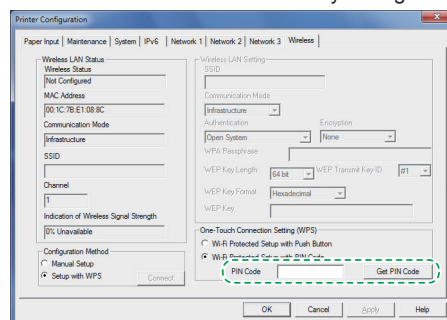 Printer Configuration
Paper Input | Maintenance | System | IPv6 | Network 1 | Network 2 | Network 3 | Wireless
Wireless LAN Status
Wireless Status
Not Configured
MAC Address
00:1C:7B:E1:08:8C
Communication Mode
Infrastructure
SSID
Channel
1
Indication of Wireless Signal Strength
0% Unavailable
Configuration Method
Manual Setup
Setup with WPS
Connect
Wireless LAN Setting
SSID
Communication Mode
Infrastructure
Authentication Encryption
Open System None
WPA Passphrase
WEP Key Length 64 bit WEP Transmit Key ID #1
WEP Key Format Hexadecimal
WEP Key
One-Touch Connection Setting (WPS)
Wi-Fi Protected Setup with Push Button
Wi-Fi Protected Setup with PIN Code
PIN Code Get PIN Code
OK Cancel Apply Help